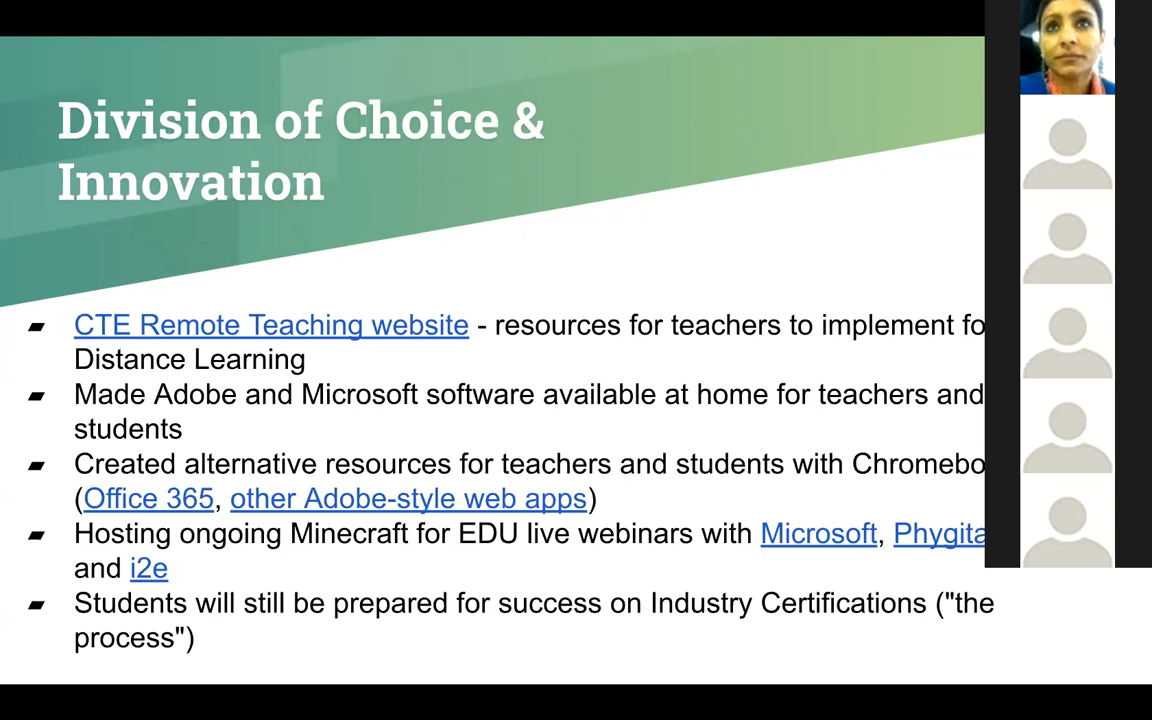 Division of Choice &
Innovation
CTE Remote Teaching website - resources for teachers to implement
Distance Learning
Made Adobe and Microsoft software available at home for teachers and
students
Created alternative resources for teachers and students with
(Office 365, other Adobe-style web apps)
Hosting ongoing Minecraft for EDU live webinars with Microsoft,
and i2e
Students will still be prepared for success on Industry Certifications ("the
process")